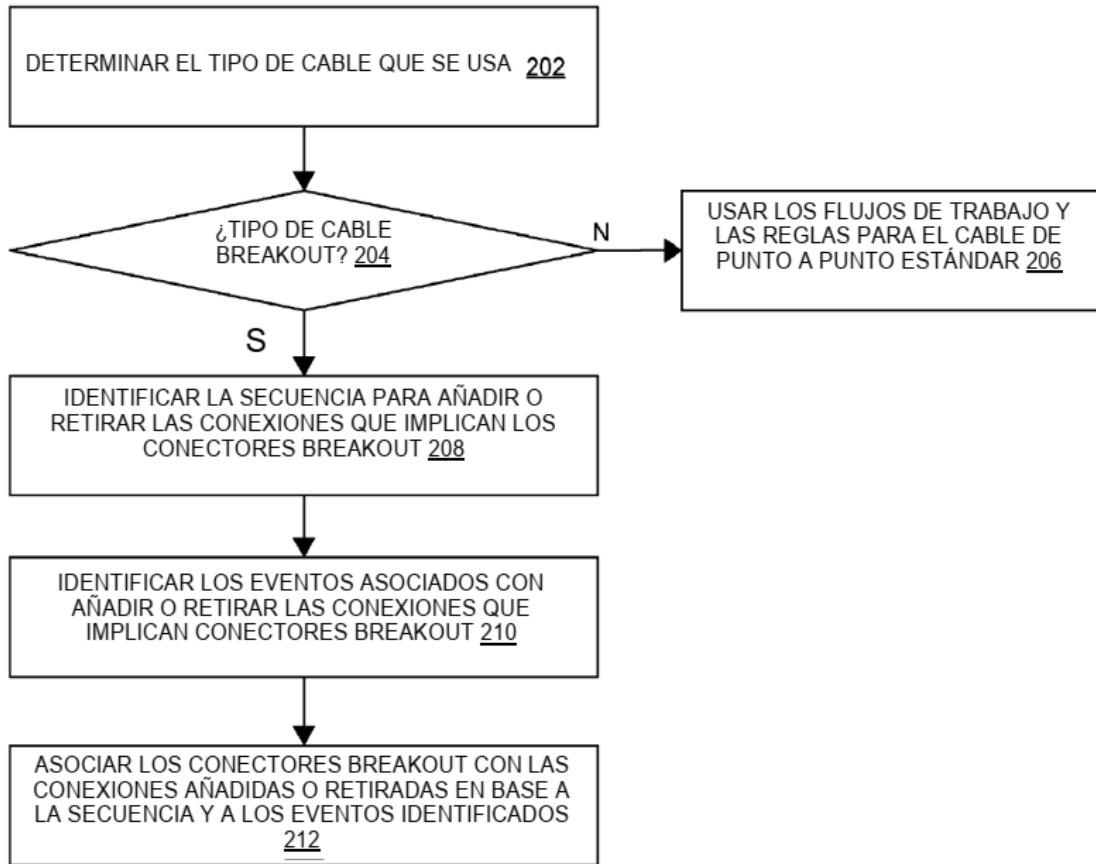 DETERMINAR EL TIPO DE CABLE QUE SE USA 202
¿TIPO DE CABLE
BREAKOUT? 204
N
USAR LOS FLUJOS DE TRABAJO Y
LAS REGLAS PARA EL CABLE DE
PUNTO A PUNTO ESTÁNDAR 206
S
IDENTIFICAR LA SECUENCIA PARA AÑADIR O
RETIRAR LAS CONEXIONES QUE IMPLICAN LOS
CONECTORES BREAKOUT 208
IDENTIFICAR LOS EVENTOS ASOCIADOS CON
AÑADIR O RETIRAR LAS CONEXIONES QUE
IMPLICAN CONECTORES BREAKOUT 210
ASOCIAR LOS CONECTORES BREAKOUT CON LAS
CONEXIONES AÑADIDAS O RETIRADAS EN BASE A
LA SECUENCIA Y A LOS EVENTOS IDENTIFICADOS
212